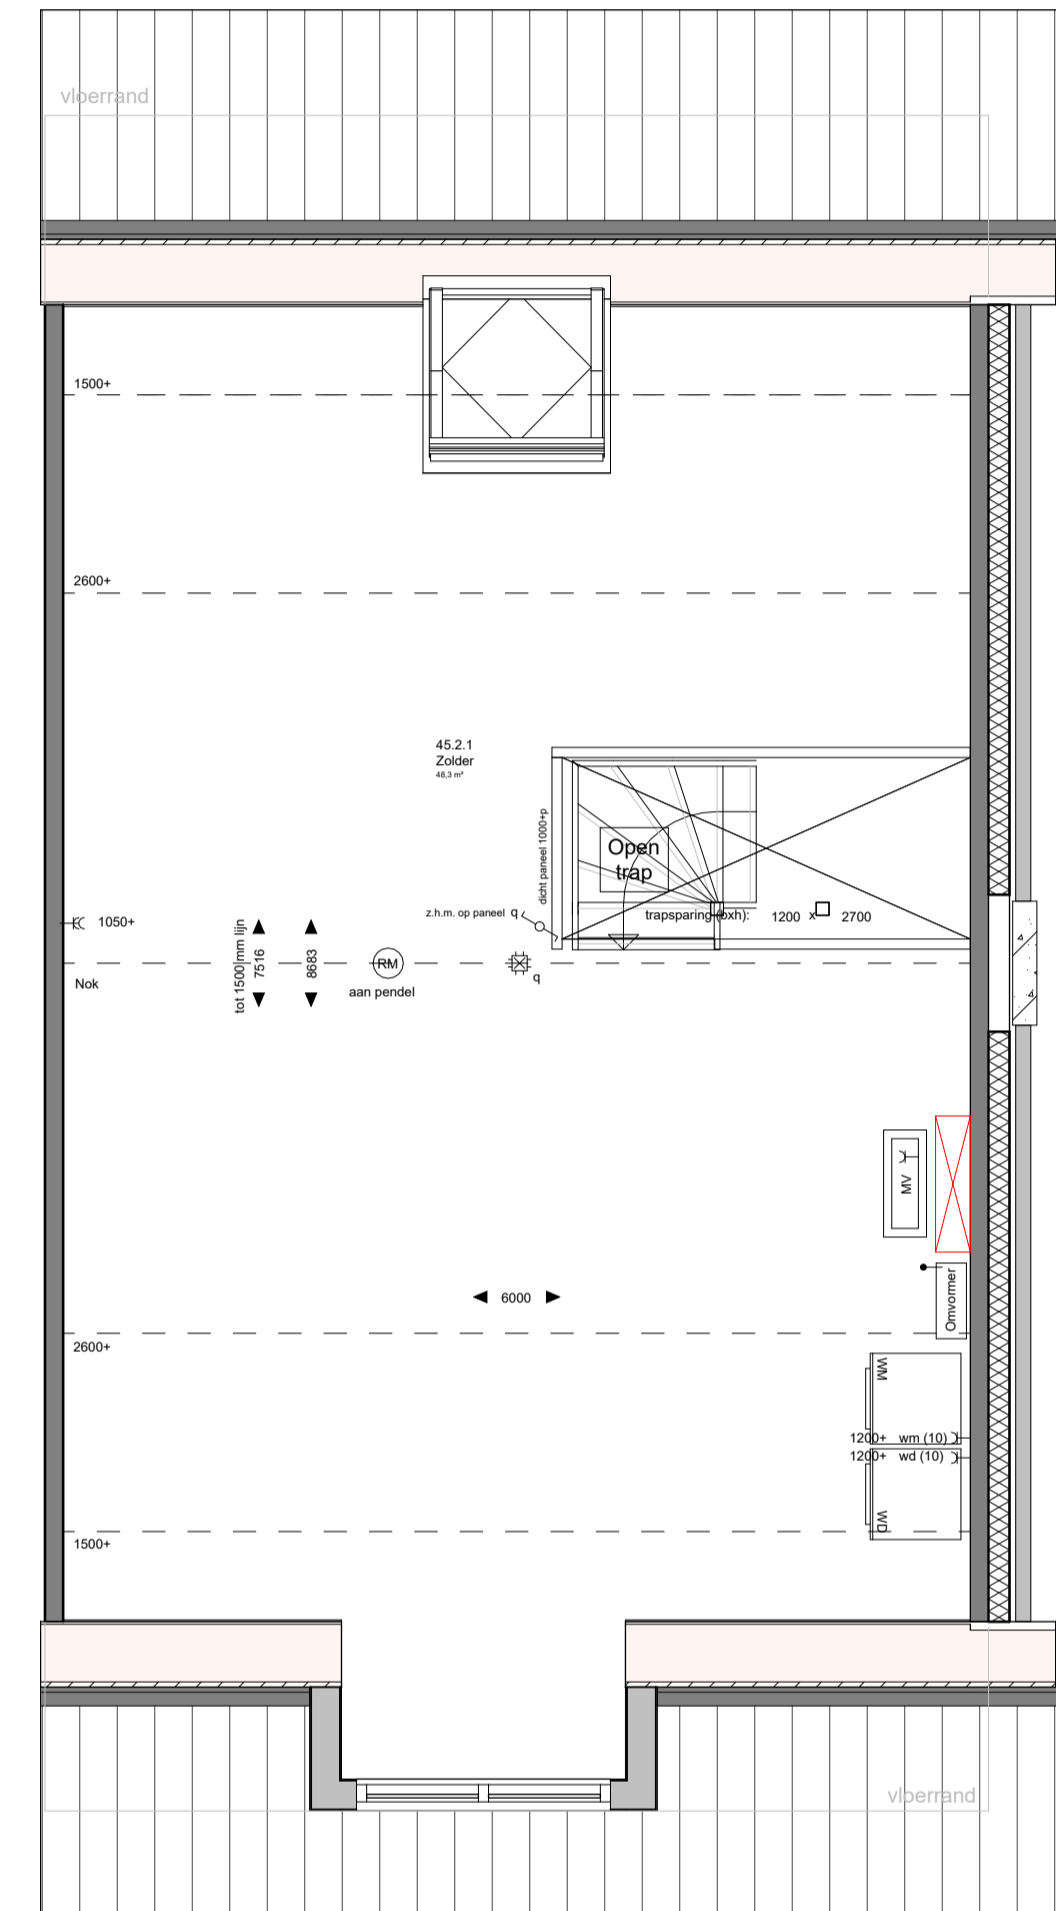 vloerrand
1500+
2600+
45.2.1
Zolder
48,3 m²
dicht paneel 1000+p
Open
trap
z.h.m. op paneel q
trapsparing (bxh): 1200 x 2700
1050+
tot 1500 mm lijn
7516
8683
RM
aan pendel
q
Nok
MV
6000
Omvormer
2600+
WM
1200+ wm (10)
1200+ wd (10)
WD
1500+
vloerrand